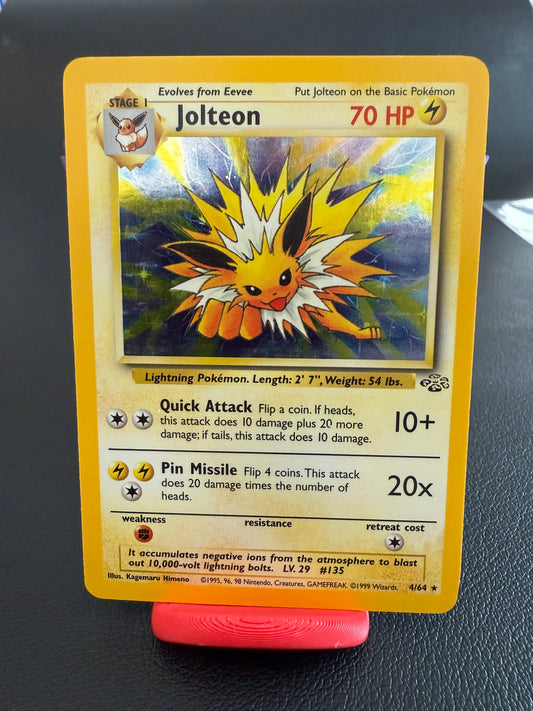 Evolves from Eevee Put Jolteon on the Basic Pokémon
STAGE 1 Jolteon 70 HP
Lightning Pokémon. Length: 2' 7", Weight: 54 lbs.
Quick Attack Flip a coin. If heads,
this attack does 10 damage plus 20 more
damage; if tails, this attack does 10 damage.
10+
Pin Missile Flip 4 coins. This attack
does 20 damage times the number of
heads.
20x
weakness resistance retreat cost
It accumulates negative ions from the atmosphere to blast
out 10,000-volt lightning bolts. LV. 29 #135
Illus. Kagemaru Himeno ©1995, 96, 98 Nintendo, Creatures, GAMEFREAK. ©1999 Wizards. 4/64 ★